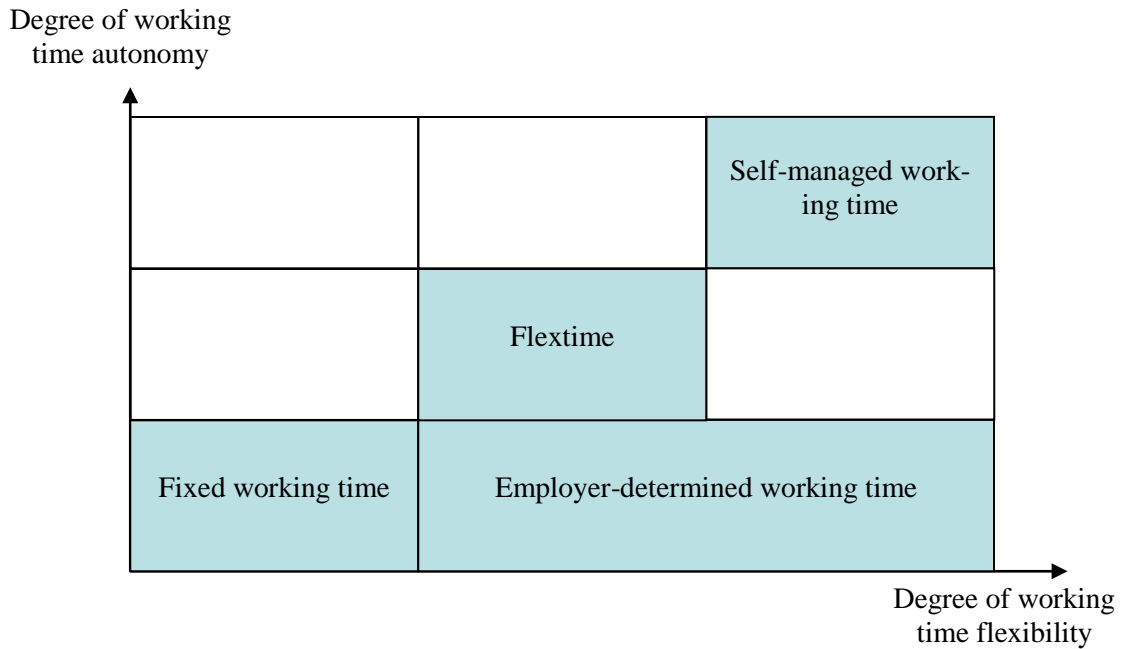 Degree of working
time autonomy
Self-managed work-
ing time
Flextime
Fixed working time
Employer-determined working time
Degree of working
time flexibility